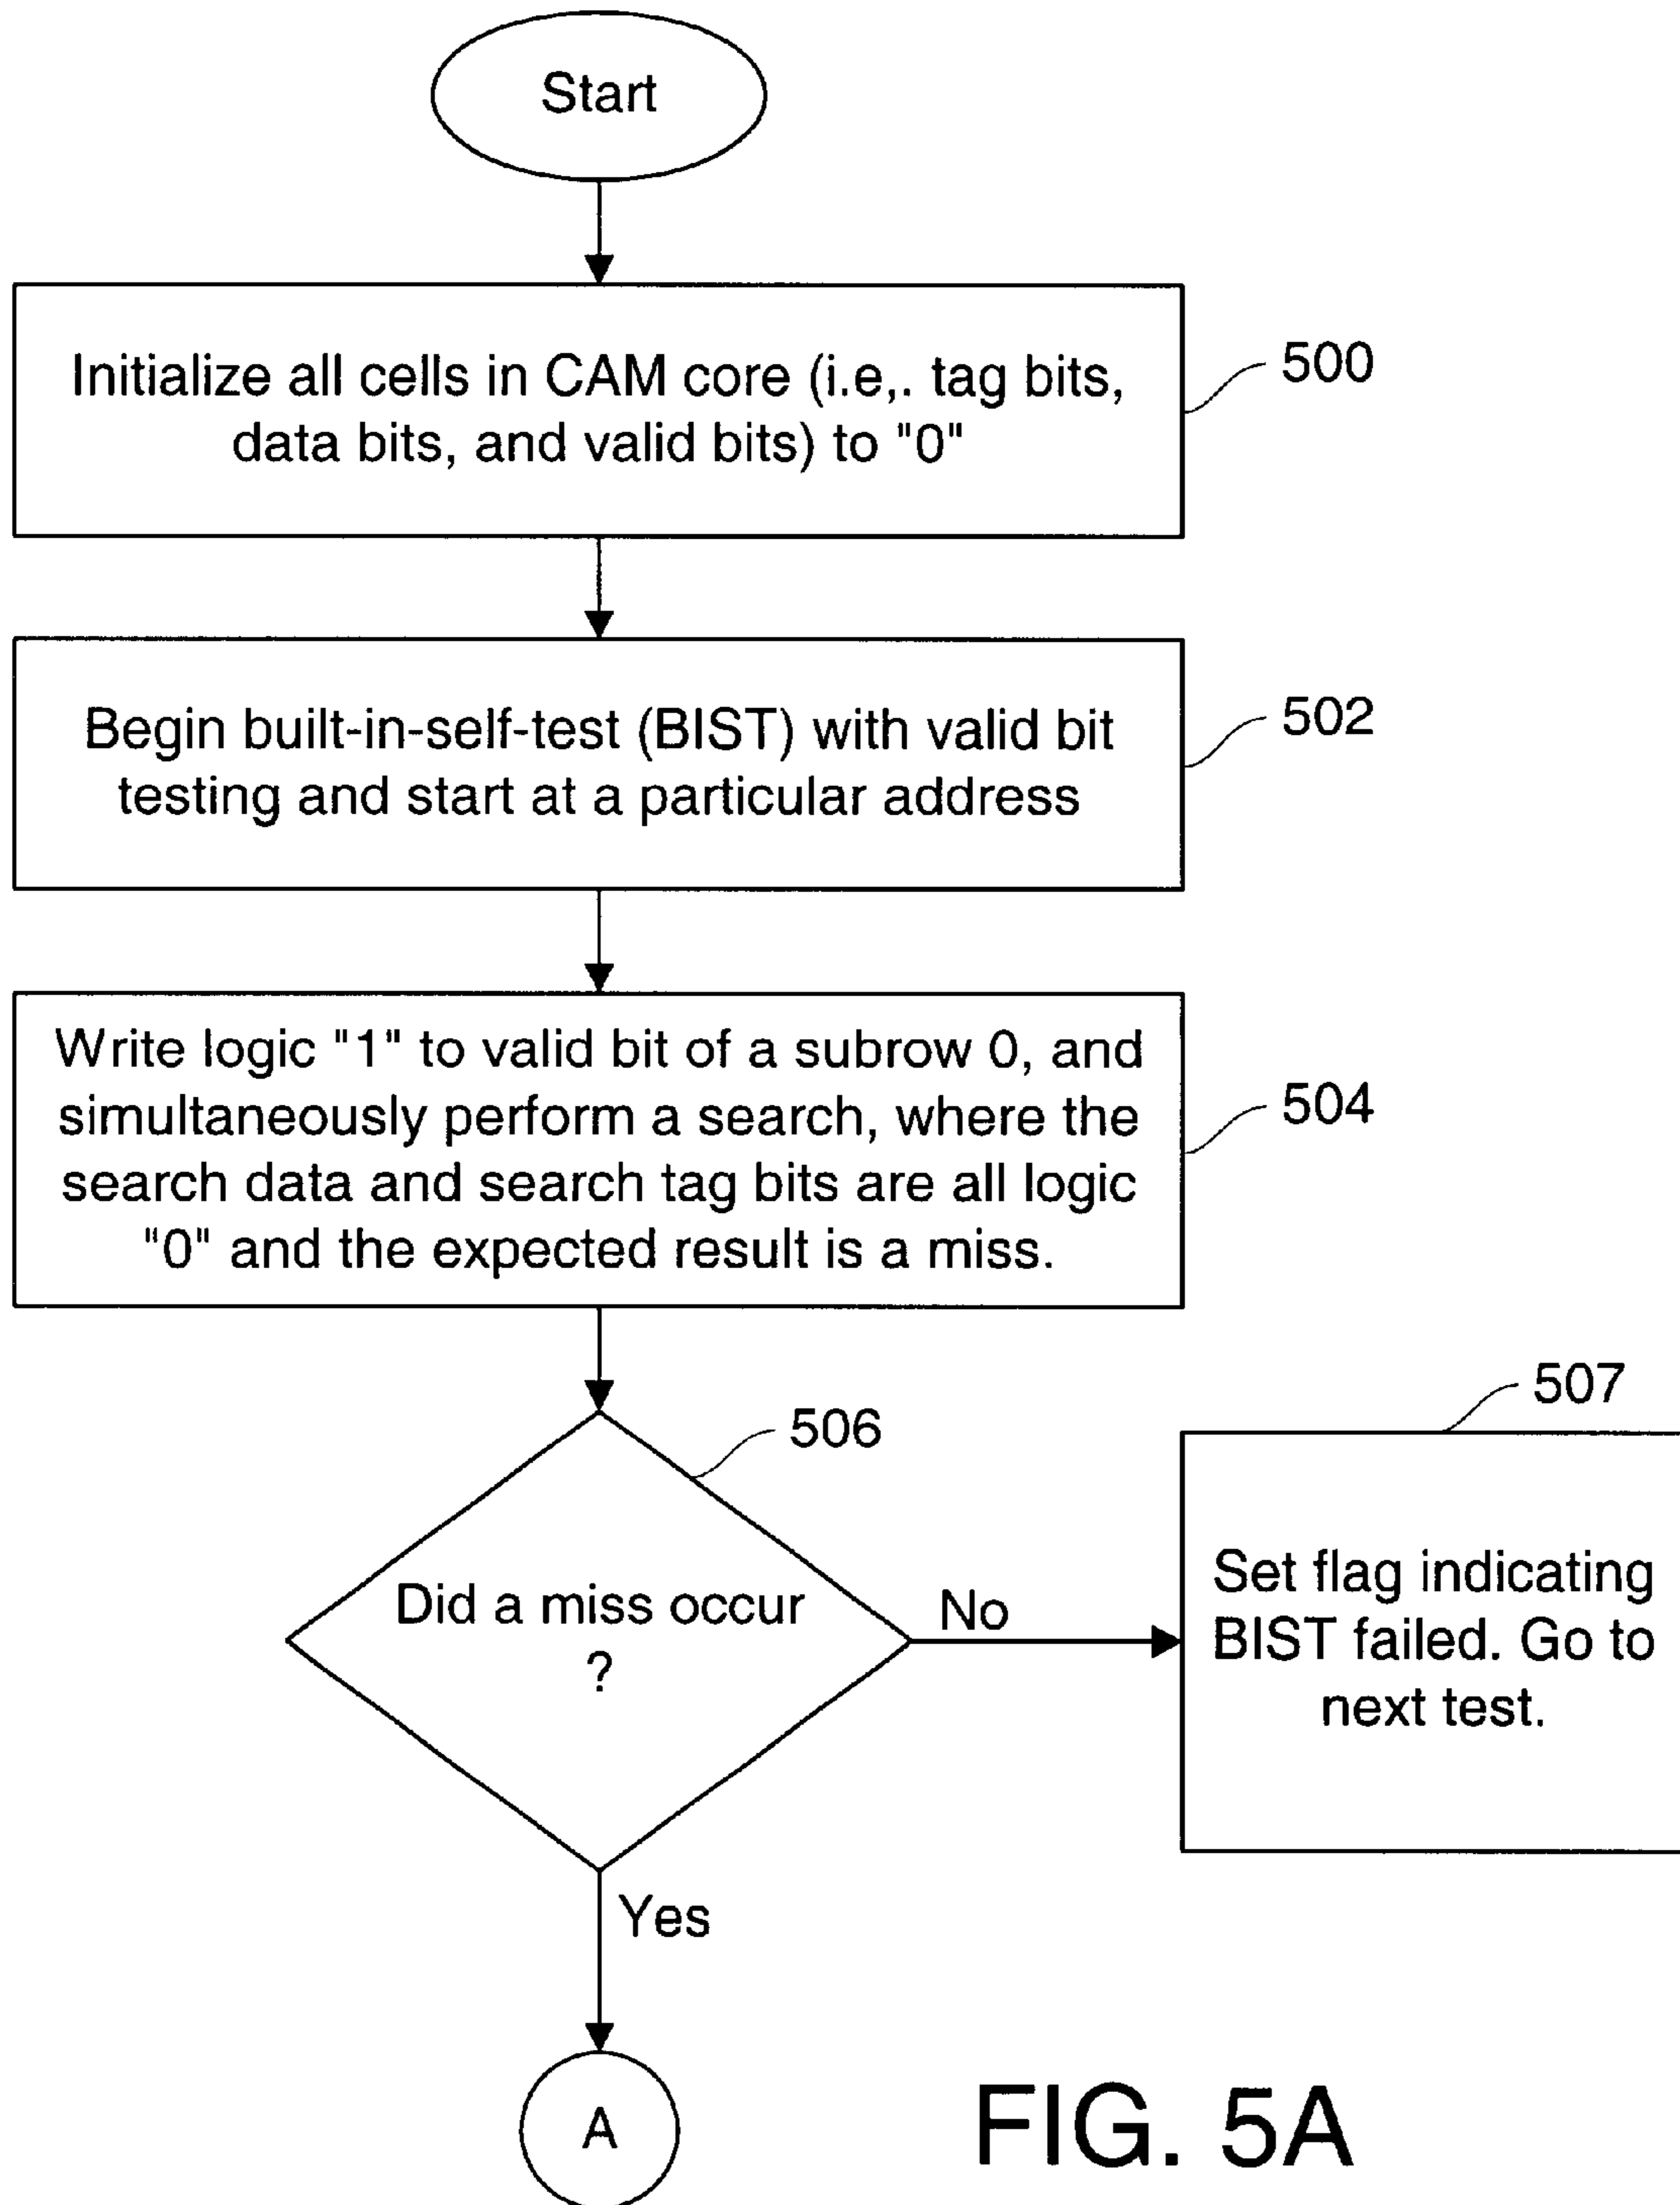 Start
Initialize all cells in CAM core (i.e,. tag bits,
data bits, and valid bits) to "0"
500
Begin built-in-self-test (BIST) with valid bit
testing and start at a particular address
502
Write logic "1" to valid bit of a subrow 0, and
simultaneously perform a search, where the
search data and search tag bits are all logic
"0" and the expected result is a miss.
504
506
Did a miss occur
?
No
507
Set flag indicating
BIST failed. Go to
next test.
Yes
A
FIG. 5A